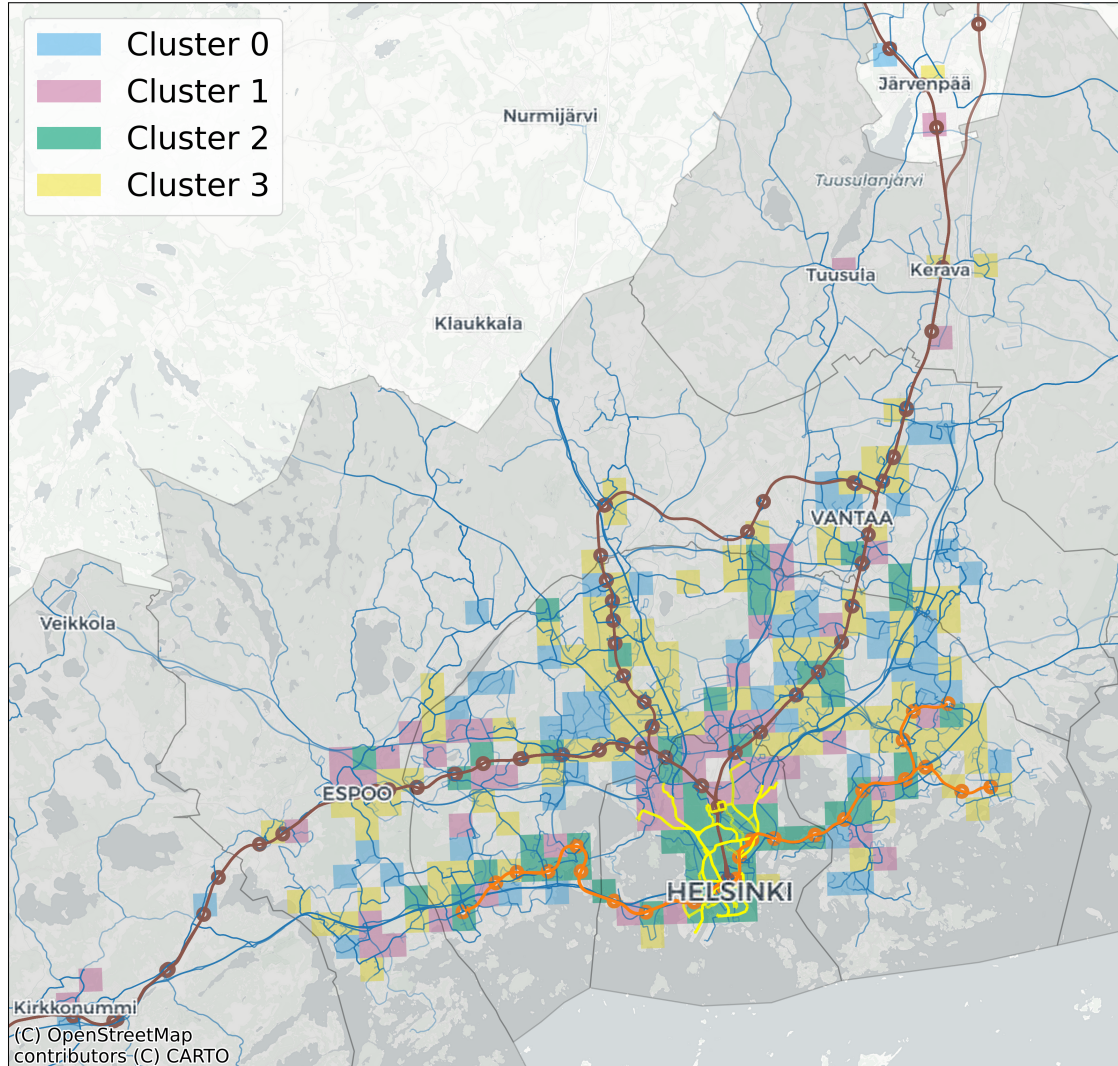 Cluster 0
Cluster 1
Cluster 2
Cluster 3
Järvenpää
Nurmijärvi
Tuusulanjärvi
Tuusula
Kerava
Klaukkala
VANTAA
Veikkola
ESPOO
HELSINKI
Kirkkonummi
(C) OpenStreetMap
contributors (C) CARTO